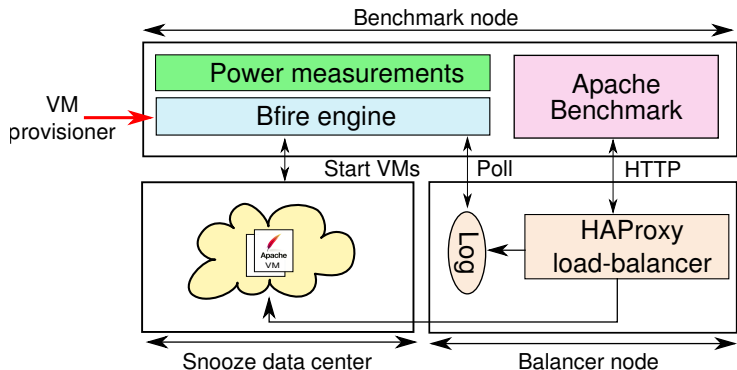 Benchmark node
Power measurements
Bfire engine
Apache
Benchmark
VM
provisioner
Start VMs
Poll
HTTP
Apache
VM
Log
HAProxy
load-balancer
Snooze data center
Balancer node